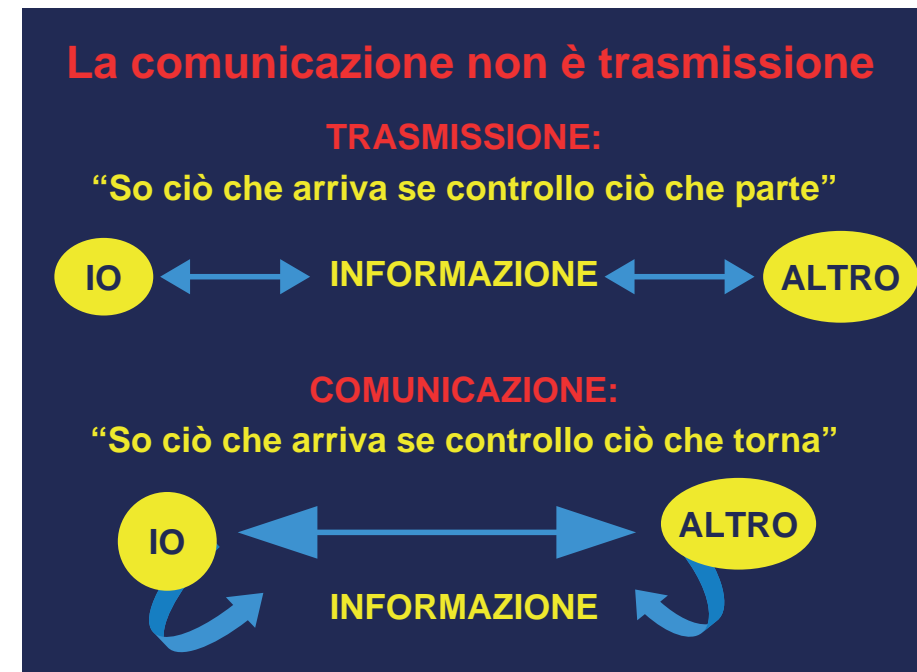 La comunicazione non è trasmissione
TRASMISSIONE:
“So ciò che arriva se controllo ciò che parte”
IO INFORMAZIONE ALTRO
COMUNICAZIONE:
“So ciò che arriva se controllo ciò che torna”
IO ALTRO
INFORMAZIONE